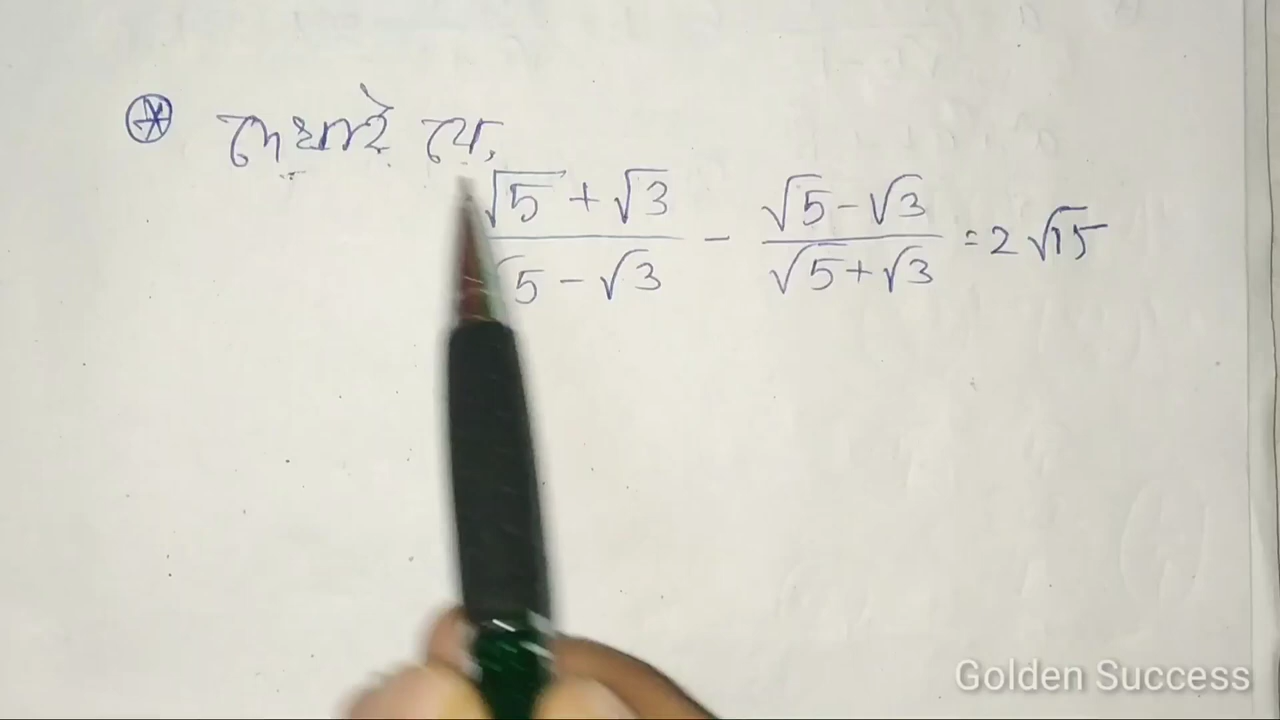 দেখাই যে,
(√5 + √3)/(√5 − √3) − (√5 − √3)/(√5 + √3) = 2√15
Golden Success